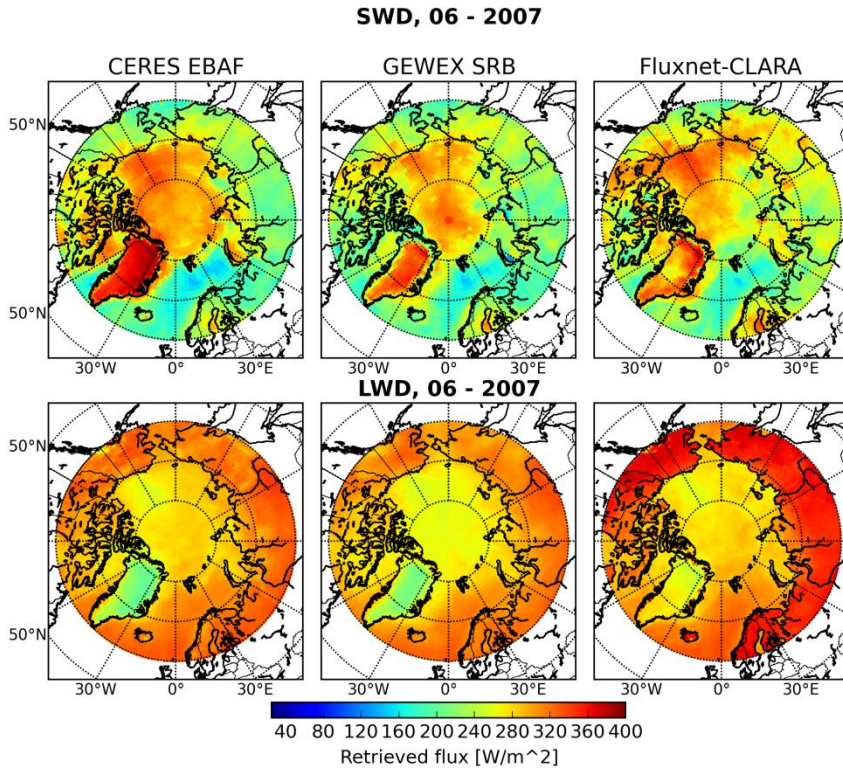 SWD, 06 - 2007
CERES EBAF GEWEX SRB Fluxnet-CLARA
50°N
50°N
30°W 0° 30°E 30°W 0° 30°E 30°W 0° 30°E
LWD, 06 - 2007
50°N
50°N
30°W 0° 30°E 30°W 0° 30°E 30°W 0° 30°E
40 80 120 160 200 240 280 320 360 400
Retrieved flux [W/m^2]